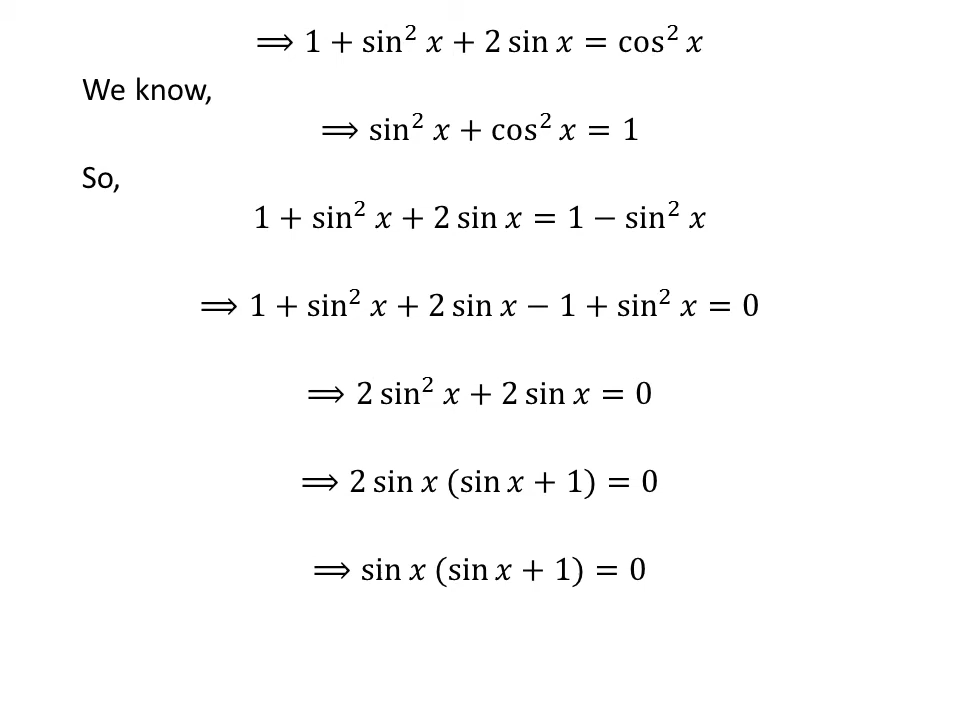 ⟹ 1 + sin² 𝑥 + 2 sin 𝑥 = cos² 𝑥
We know,
⟹ sin² 𝑥 + cos² 𝑥 = 1
So,
1 + sin² 𝑥 + 2 sin 𝑥 = 1 − sin² 𝑥
⟹ 1 + sin² 𝑥 + 2 sin 𝑥 − 1 + sin² 𝑥 = 0
⟹ 2 sin² 𝑥 + 2 sin 𝑥 = 0
⟹ 2 sin 𝑥 (sin 𝑥 + 1) = 0
⟹ sin 𝑥 (sin 𝑥 + 1) = 0